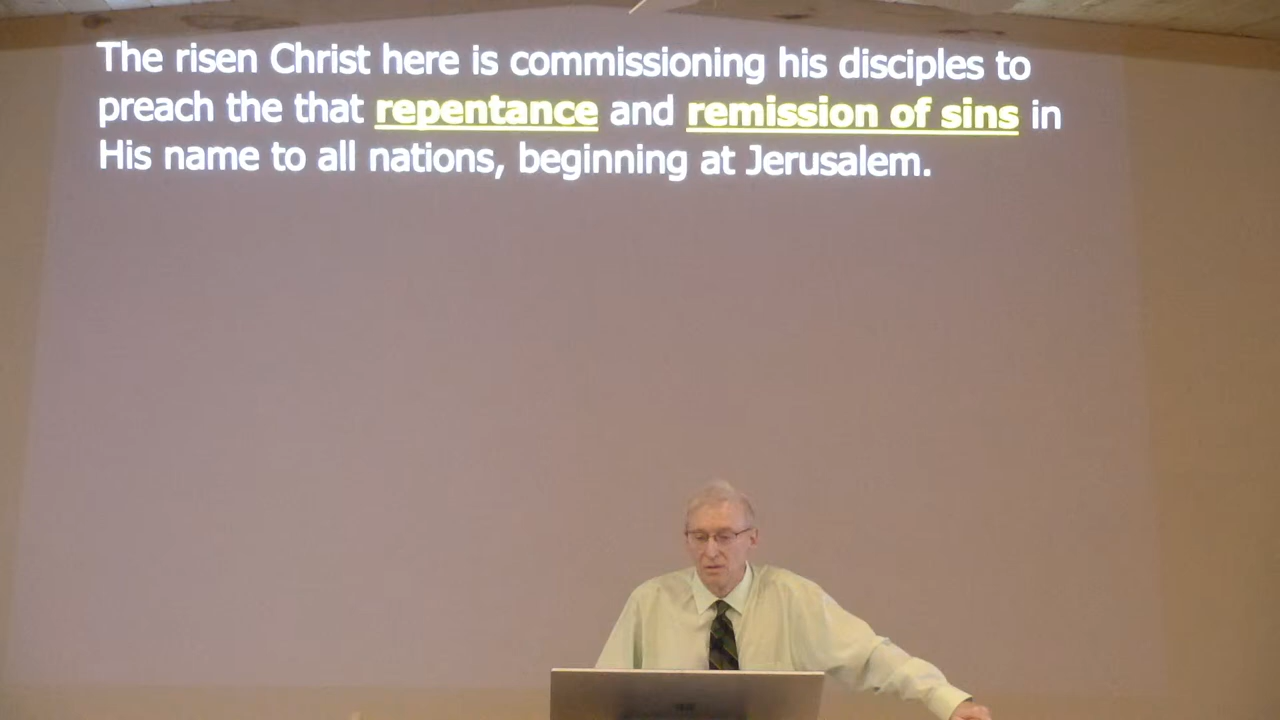 The risen Christ here is commissioning his disciples to
preach the that repentance and remission of sins in
His name to all nations, beginning at Jerusalem.